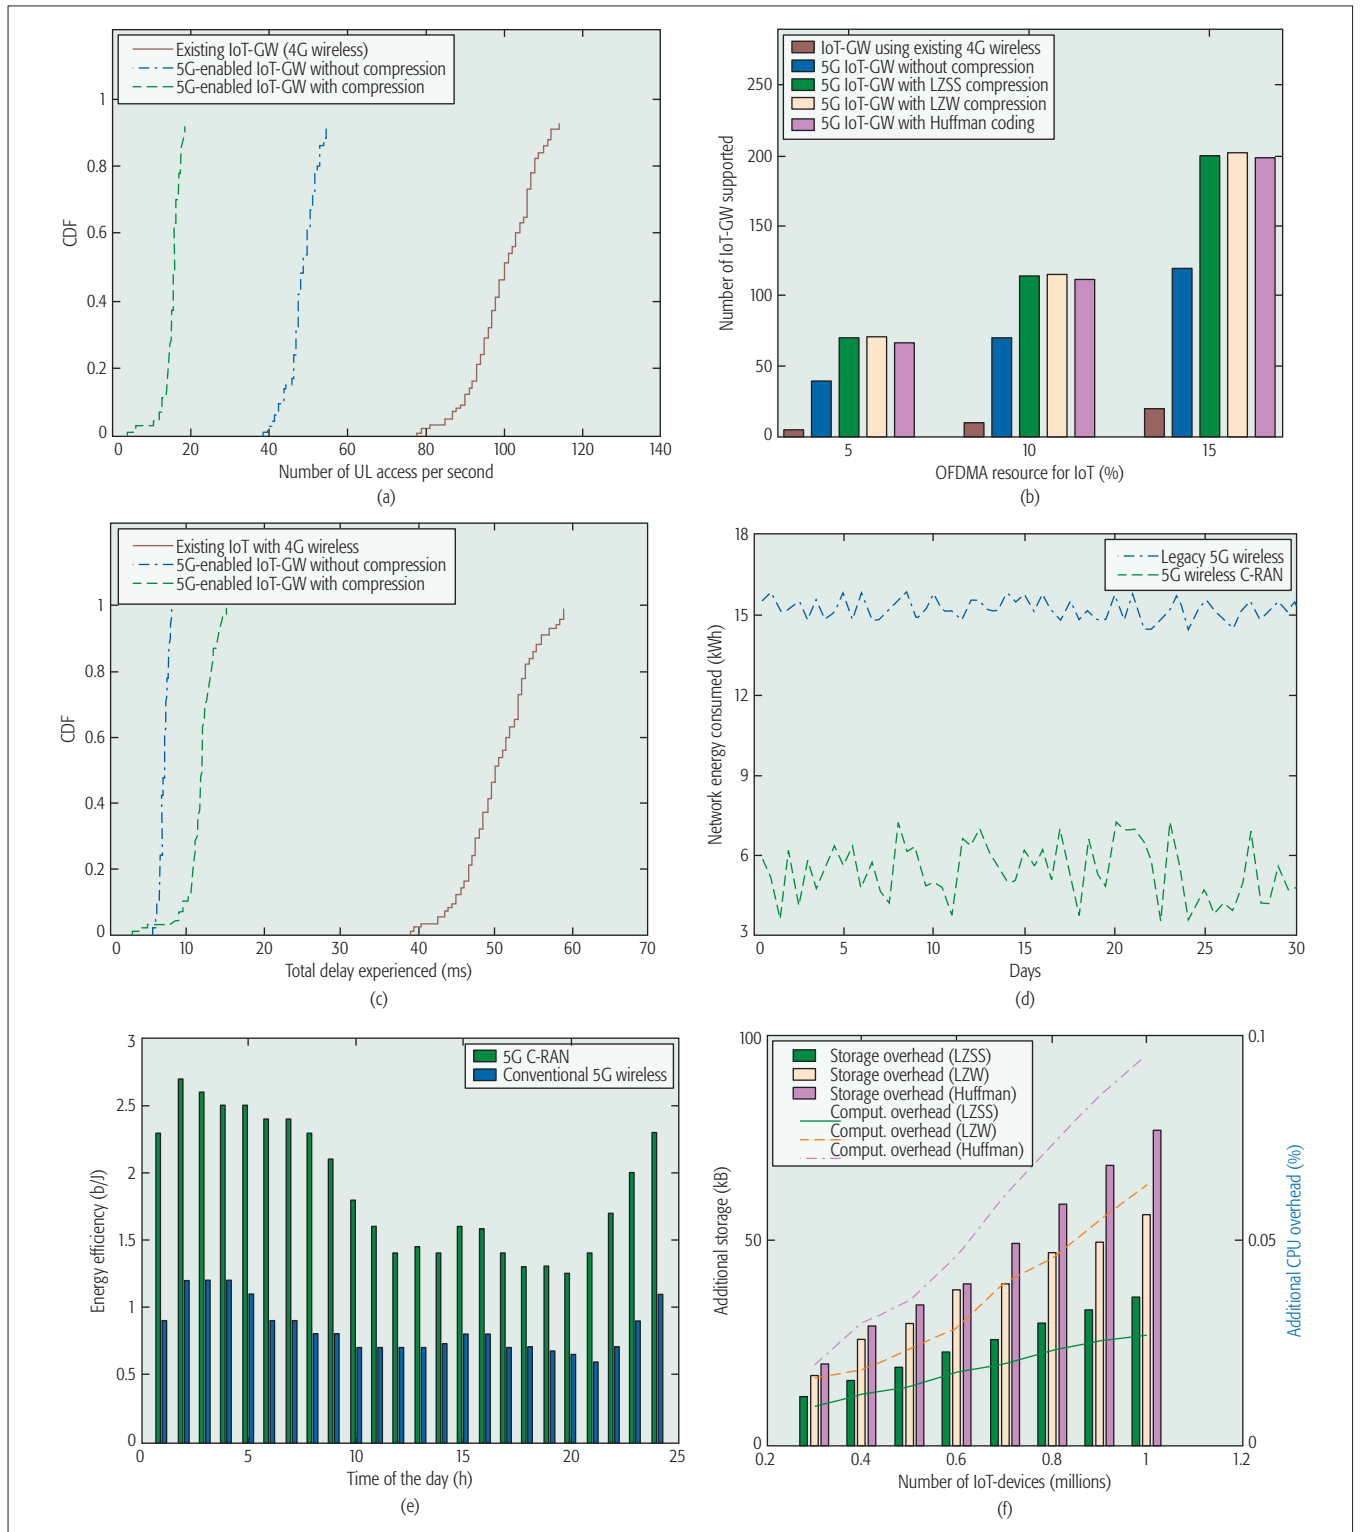 Existing IoT-GW (4G wireless)
5G-enabled IoT-GW without compression
5G-enabled IoT-GW with compression
1
0.8
0.6
0.4
0.2
0
CDF
0 20 40 60 80 100 120 140
Number of UL access per second
(a)
IoT-GW using existing 4G wireless
5G IoT-GW without compression
5G IoT-GW with LZSS compression
5G IoT-GW with LZW compression
5G IoT-GW with Huffman coding
250
200
150
100
50
0
Number of IoT-GW supported
5 10 15
OFDMA resource for IoT (%)
(b)
Existing IoT with 4G wireless
5G-enabled IoT-GW without compression
5G-enabled IoT-GW with compression
1
0.8
0.6
0.4
0.2
0
CDF
0 10 20 30 40 50 60 70
Total delay experienced (ms)
(c)
18
15
12
9
6
3
Network energy consumed (kWh)
Legacy 5G wireless
5G wireless C-RAN
0 5 10 15 20 25 30
Days
(d)
3
2.5
2
1.5
1
0.5
0
Energy efficiency (b/J)
5G C-RAN
Conventional 5G wireless
0 5 10 15 20 25
Time of the day (h)
(e)
100
50
0
Additional storage (kB)
Storage overhead (LZSS)
Storage overhead (LZW)
Storage overhead (Huffman)
Comput. overhead (LZSS)
Comput. overhead (LZW)
Comput. overhead (Huffman)
0.1
0.05
0
Additional CPU overhead (%)
0.2 0.4 0.6 0.8 1 1.2
Number of IoT-devices (millions)
(f)